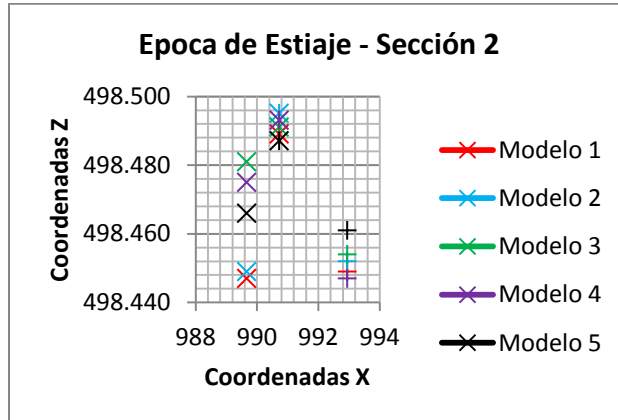 Epoca de Estiaje - Sección 2
Coordenadas Z
498.500
498.480
498.460
498.440
988 990 992 994
Coordenadas X
Modelo 1
Modelo 2
Modelo 3
Modelo 4
Modelo 5